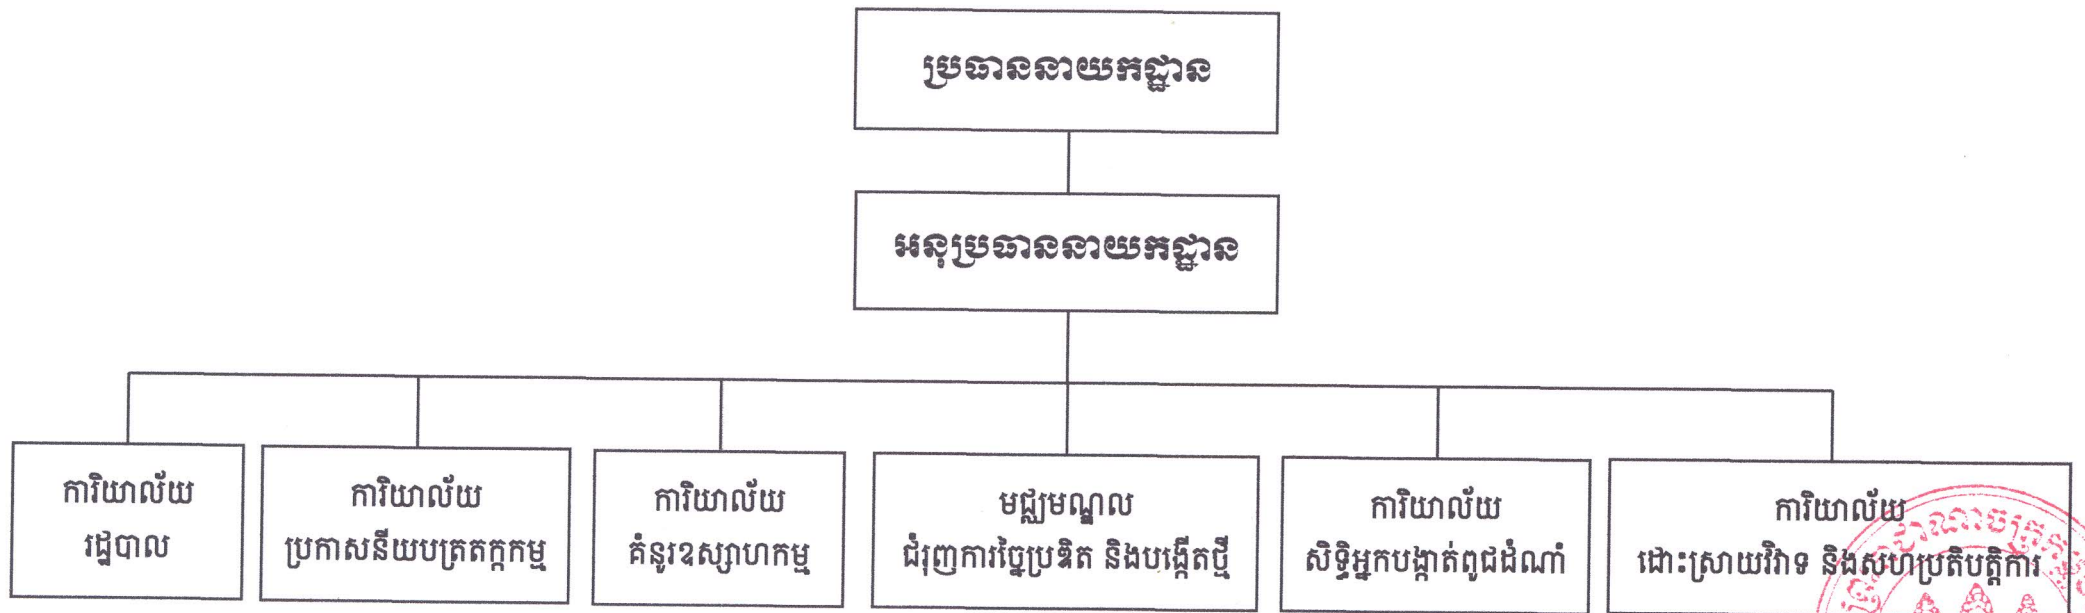 ប្រធាននាយកដ្ឋាន
អនុប្រធាននាយកដ្ឋាន
ការិយាល័យ
រដ្ឋបាល
ការិយាល័យ
ប្រកាសនីយបត្រតក្កកម្ម
ការិយាល័យ
គំនូរឧស្សាហកម្ម
មជ្ឈមណ្ឌល
ជំរុញការច្នៃប្រឌិត និងបង្កើតថ្មី
ការិយាល័យ
សិទ្ធិអ្នកបង្កាត់ពូជដំណាំ
ការិយាល័យ
ដោះស្រាយវិវាទ និងសហប្រតិបត្តិការ